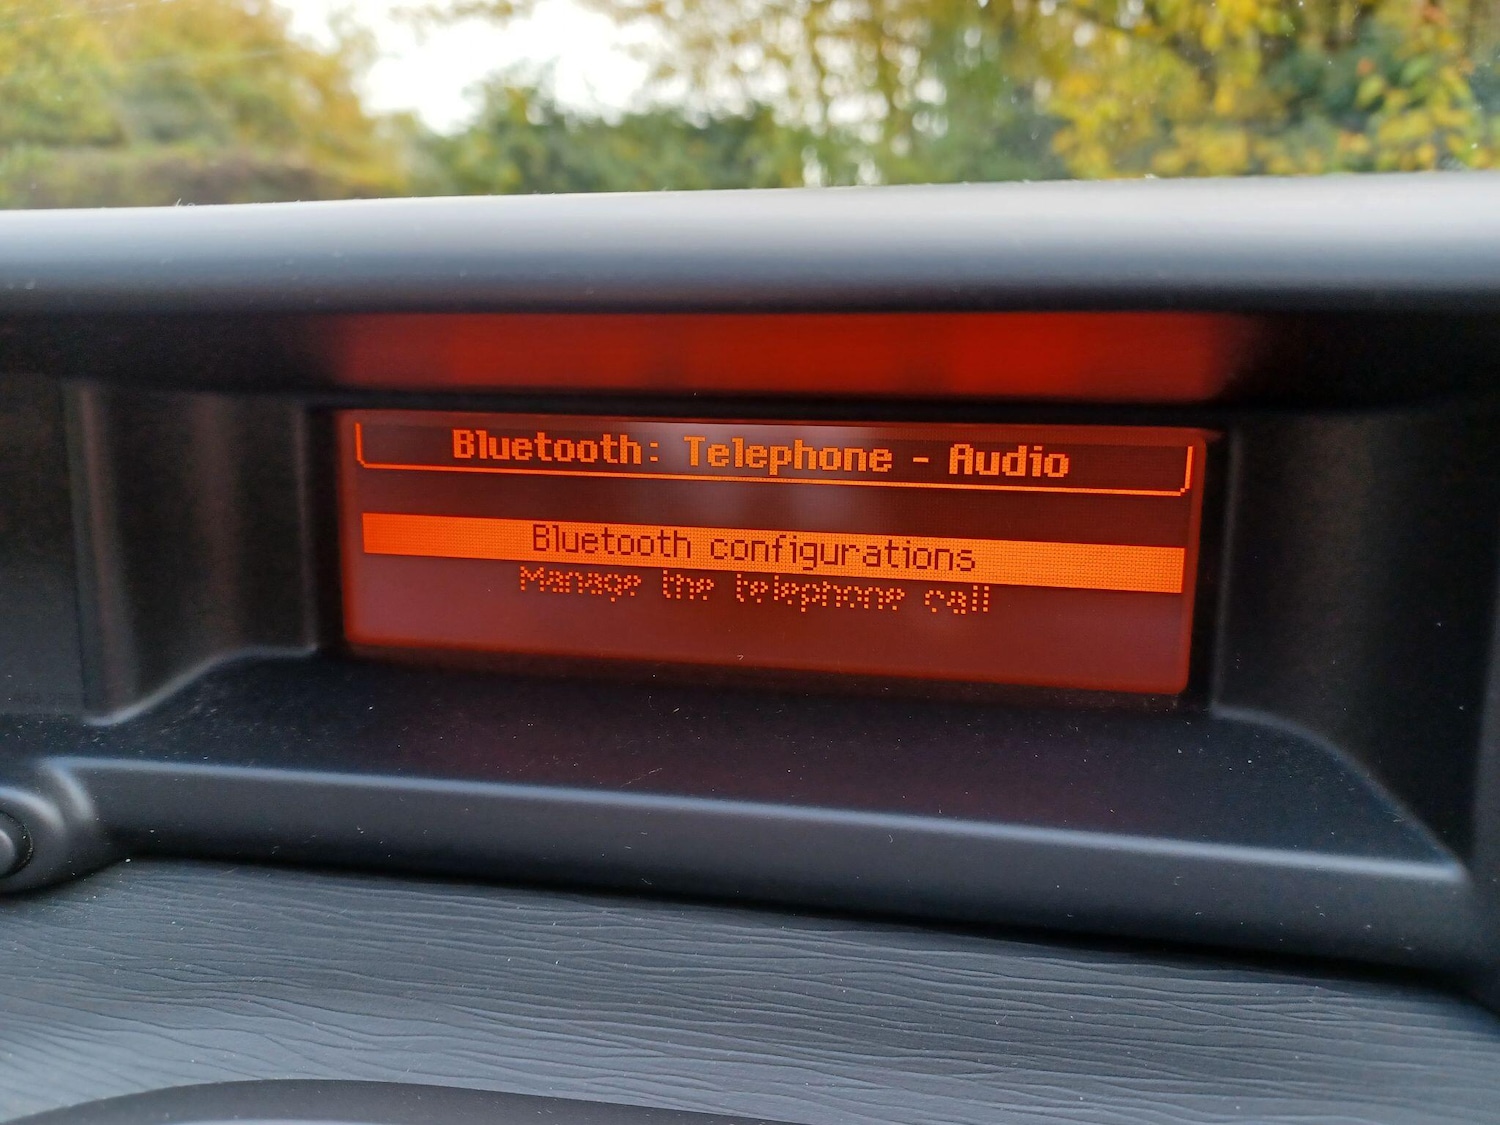 Bluetooth: Telephone - Audio
Bluetooth configurations
Manage the telephone call